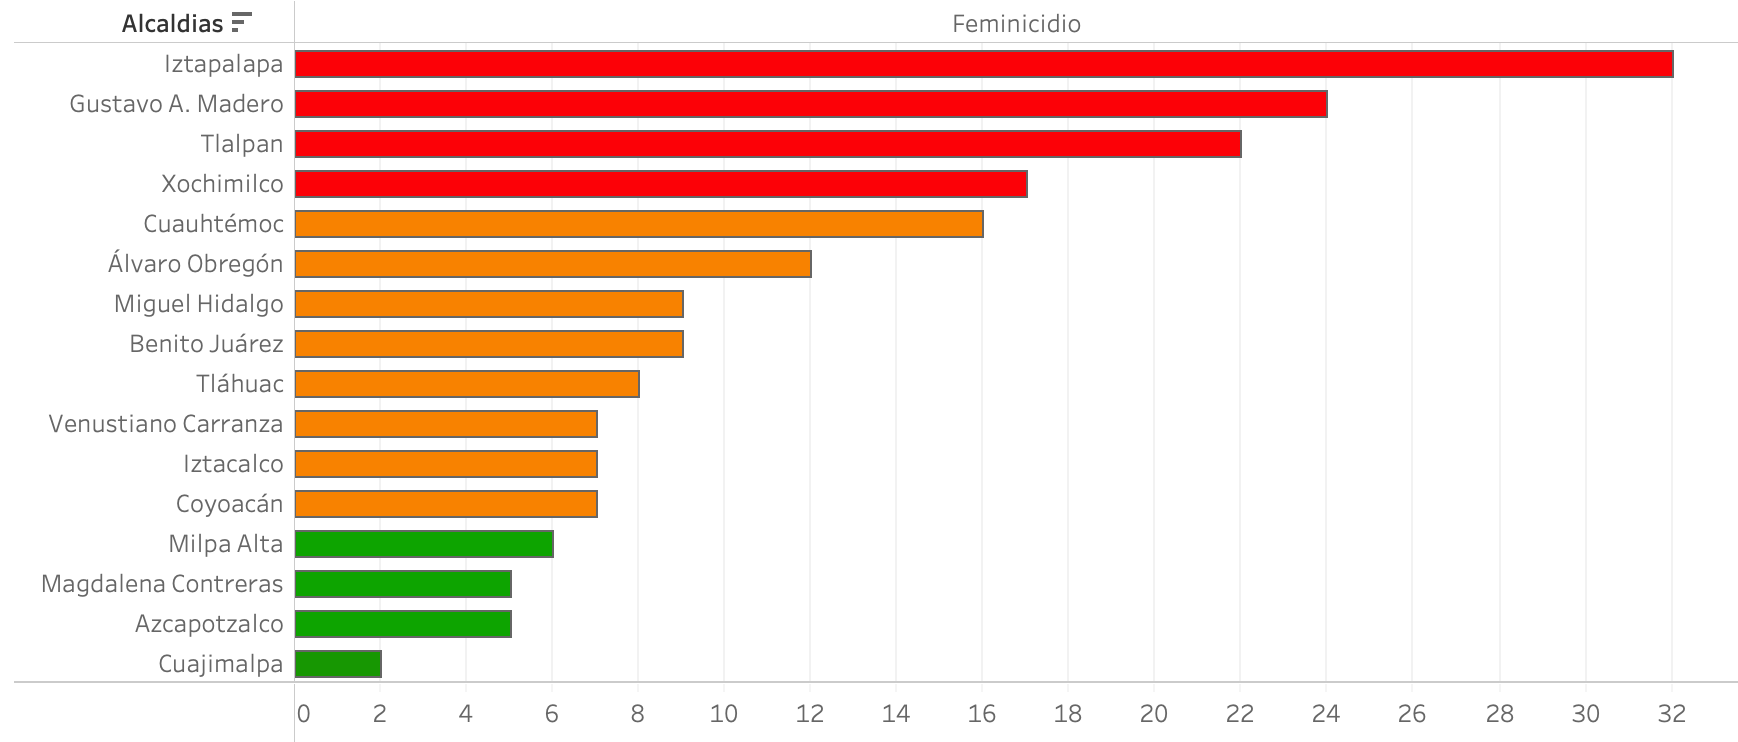 Alcaldias Feminicidio
Iztapalapa
Gustavo A. Madero
Tlalpan
Xochimilco
Cuauhtémoc
Álvaro Obregón
Miguel Hidalgo
Benito Juárez
Tláhuac
Venustiano Carranza
Iztacalco
Coyoacán
Milpa Alta
Magdalena Contreras
Azcapotzalco
Cuajimalpa
0 2 4 6 8 10 12 14 16 18 20 22 24 26 28 30 32